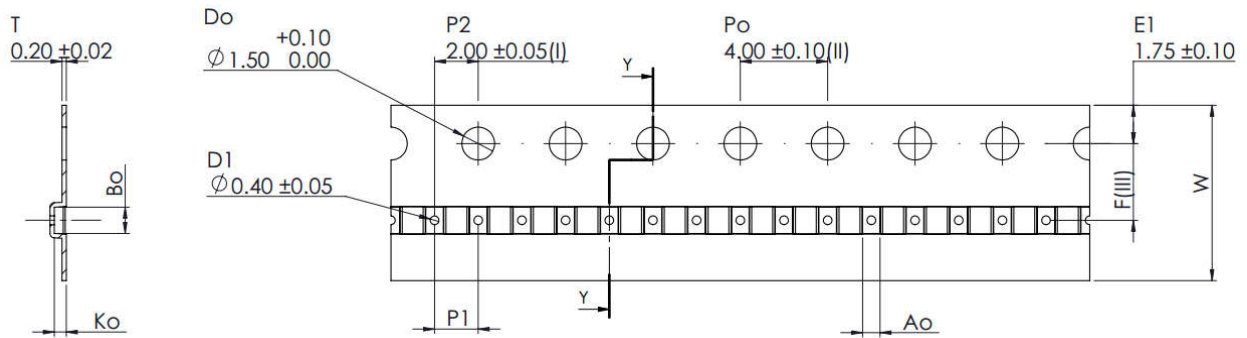 T
0.20 ±0.02
Do
+0.10
∅1.50 0.00
P2
2.00 ±0.05(I)
Po
4.00 ±0.10(II)
E1
1.75 ±0.10
Y
D1
∅0.40 ±0.05
Bo
F(III)
W
Y
Ko
P1
Ao